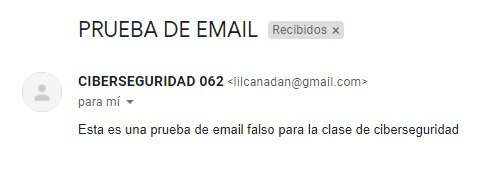 PRUEBA DE EMAIL Recibidos ×
CIBERSEGURIDAD 062 <lilcanadan@gmail.com>
para mí
Esta es una prueba de email falso para la clase de ciberseguridad